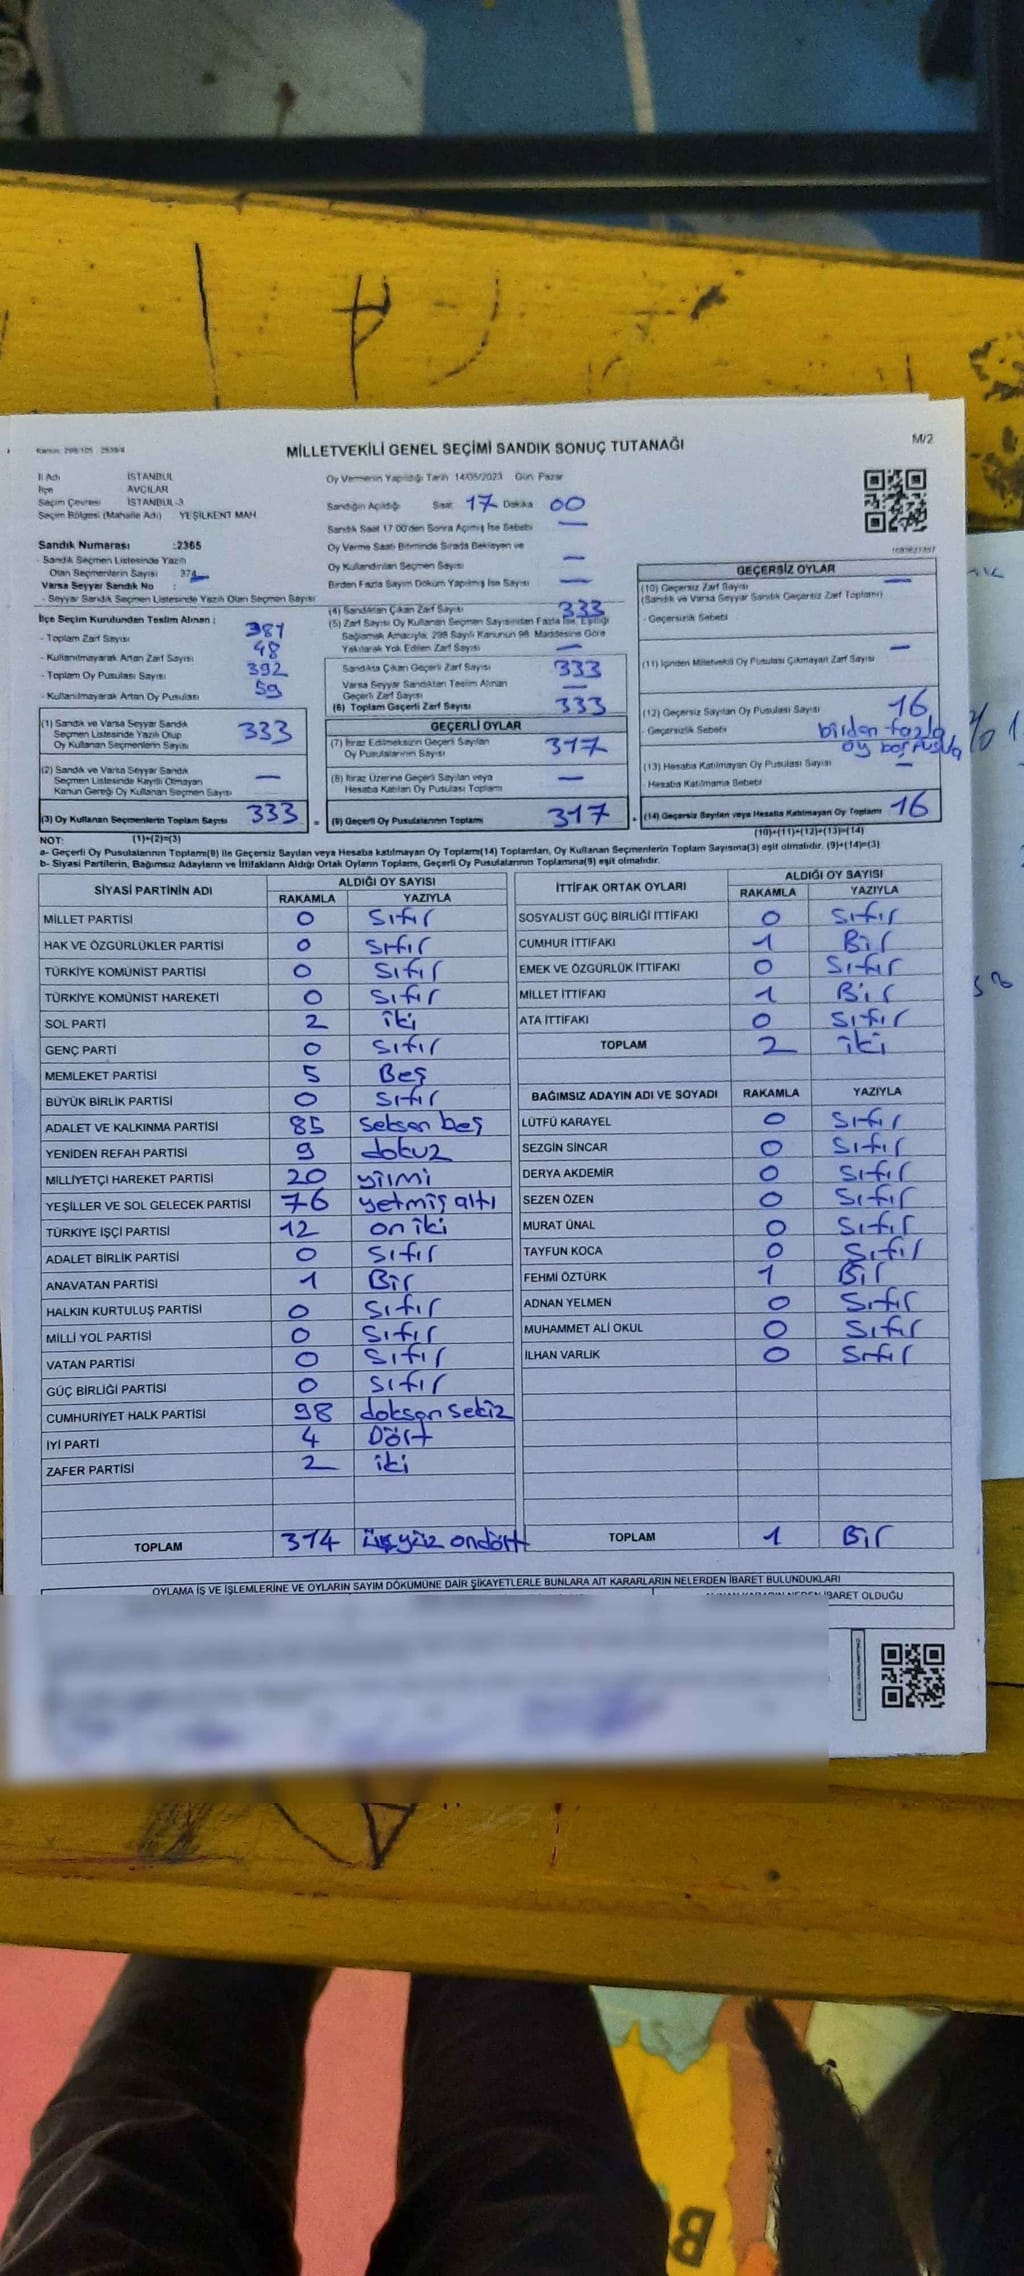 Kanun: 298/105 2839/4
MİLLETVEKİLİ GENEL SEÇİMİ SANDIK SONUÇ TUTANAĞI
M/2
İl Adı İSTANBUL
İlçe AVCILAR
Seçim Çevresi İSTANBUL-3
Seçim Bölgesi (Mahalle Adı) YEŞİLKENT MAH
Sandık Numarası :2365
- Sandık Seçmen Listesinde Yazılı
Olan Seçmenlerin Sayısı 374
Varsa Seyyar Sandık No :
- Seyyar Sandık Seçmen Listesinde Yazılı Olan Seçmen Sayısı
İlçe Seçim Kurulundan Teslim Alınan :
- Toplam Zarf Sayısı 381
- Kullanılmayarak Artan Zarf Sayısı 48
- Toplam Oy Pusulası Sayısı 392
- Kullanılmayarak Artan Oy Pusulası 59
(1) Sandık ve Varsa Seyyar Sandık
Seçmen Listesinde Yazılı Olup
Oy Kullanan Seçmenlerin Sayısı 333
(2) Sandık ve Varsa Seyyar Sandık
Seçmen Listesinde Kayıtlı Olmayan
Kanun Gereği Oy Kullanan Seçmen Sayısı —
(3) Oy Kullanan Seçmenlerin Toplam Sayısı 333
Oy Vermenin Yapıldığı Tarih 14/05/2023 Gün: Pazar
Sandığın Açıldığı Saat 17 Dakika 00
Sandık Saat 17:00'den Sonra Açılmış İse Sebebi —
Oy Verme Saati Bitiminde Sırada Bekleyen ve
Oy Kullandırılan Seçmen Sayısı —
Birden Fazla Sayım Döküm Yapılmış İse Sayısı —
(4) Sandıktan Çıkan Zarf Sayısı 333
(5) Zarf Sayısı Oy Kullanan Seçmen Sayısından Fazla İse, Eşitliği
Sağlamak Amacıyla, 298 Sayılı Kanunun 98. Maddesine Göre
Yakılarak Yok Edilen Zarf Sayısı —
Sandıkta Çıkan Geçerli Zarf Sayısı 333
Varsa Seyyar Sandıktan Teslim Alınan
Geçerli Zarf Sayısı —
(6) Toplam Geçerli Zarf Sayısı 333
GEÇERLİ OYLAR
(7) İtiraz Edilmeksizin Geçerli Sayılan
Oy Pusulalarının Sayısı 317
(8) İtiraz Üzerine Geçerli Sayılan veya
Hesaba Katılan Oy Pusulası Toplamı —
= (9) Geçerli Oy Pusulalarının Toplamı 317
GEÇERSİZ OYLAR
(10) Geçersiz Zarf Sayısı —
(Sandık ve Varsa Seyyar Sandık Geçersiz Zarf Toplamı)
- Geçersizlik Sebebi
(11) İçinden Milletvekili Oy Pusulası Çıkmayan Zarf Sayısı —
(12) Geçersiz Sayılan Oy Pusulası Sayısı 16
- Geçersizlik Sebebi birden fazla
oy
(13) Hesaba Katılmayan Oy Pusulası Sayısı —
Hesaba Katılmama Sebebi
+ (14) Geçersiz Sayılan veya Hesaba Katılmayan Oy Toplamı 16
NOT: (1)+(2)=(3) (10)+(11)+(12)+(13)=(14)
a- Geçerli Oy Pusulalarının Toplamı(9) ile Geçersiz Sayılan veya Hesaba katılmayan Oy Toplamı(14) Toplamları, Oy Kullanan Seçmenlerin Toplam Sayısına(3) eşit olmalıdır. (9)+(14)=(3)
b- Siyasi Partilerin, Bağımsız Adayların ve İttifakların Aldığı Ortak Oyların Toplamı, Geçerli Oy Pusulalarının Toplamına(9) eşit olmalıdır.
SİYASİ PARTİNİN ADI ALDIĞI OY SAYISI
RAKAMLA YAZIYLA
MİLLET PARTİSİ 0 sıfır
HAK VE ÖZGÜRLÜKLER PARTİSİ 0 sıfır
TÜRKİYE KOMÜNİST PARTİSİ 0 sıfır
TÜRKİYE KOMÜNİST HAREKETİ 0 sıfır
SOL PARTİ 2 iki
GENÇ PARTİ 0 sıfır
MEMLEKET PARTİSİ 5 Beş
BÜYÜK BİRLİK PARTİSİ 0 sıfır
ADALET VE KALKINMA PARTİSİ 85 seksen beş
YENİDEN REFAH PARTİSİ 9 dokuz
MİLLİYETÇİ HAREKET PARTİSİ 20 yirmi
YEŞİLLER VE SOL GELECEK PARTİSİ 76 yetmiş altı
TÜRKİYE İŞÇİ PARTİSİ 12 on iki
ADALET BİRLİK PARTİSİ 0 sıfır
ANAVATAN PARTİSİ 1 Bir
HALKIN KURTULUŞ PARTİSİ 0 sıfır
MİLLİ YOL PARTİSİ 0 sıfır
VATAN PARTİSİ 0 sıfır
GÜÇ BİRLİĞİ PARTİSİ 0 sıfır
CUMHURİYET HALK PARTİSİ 98 doksan sekiz
İYİ PARTİ 4 Dört
ZAFER PARTİSİ 2 iki
TOPLAM 314 üçyüz ondört
İTTİFAK ORTAK OYLARI ALDIĞI OY SAYISI
RAKAMLA YAZIYLA
SOSYALİST GÜÇ BİRLİĞİ İTTİFAKI 0 sıfır
CUMHUR İTTİFAKI 1 Bir
EMEK VE ÖZGÜRLÜK İTTİFAKI 0 sıfır
MİLLET İTTİFAKI 1 Bir
ATA İTTİFAKI 0 sıfır
TOPLAM 2 iki
BAĞIMSIZ ADAYIN ADI VE SOYADI RAKAMLA YAZIYLA
LÜTFÜ KARAYEL 0 sıfır
SEZGİN SİNCAR 0 sıfır
DERYA AKDEMİR 0 sıfır
SEZEN ÖZEN 0 sıfır
MURAT ÜNAL 0 sıfır
TAYFUN KOCA 0 sıfır
FEHMİ ÖZTÜRK 1 Bir
ADNAN YELMEN 0 sıfır
MUHAMMET ALİ OKUL 0 sıfır
İLHAN VARLIK 0 sıfır
TOPLAM 1 Bir
OYLAMA İŞ VE İŞLEMLERİNE VE OYLARIN SAYIM DÖKÜMÜNE DAİR ŞİKAYETLERLE BUNLARA AİT KARARLARIN NELERDEN İBARET BULUNDUKLARI
İBARET OLDUĞU